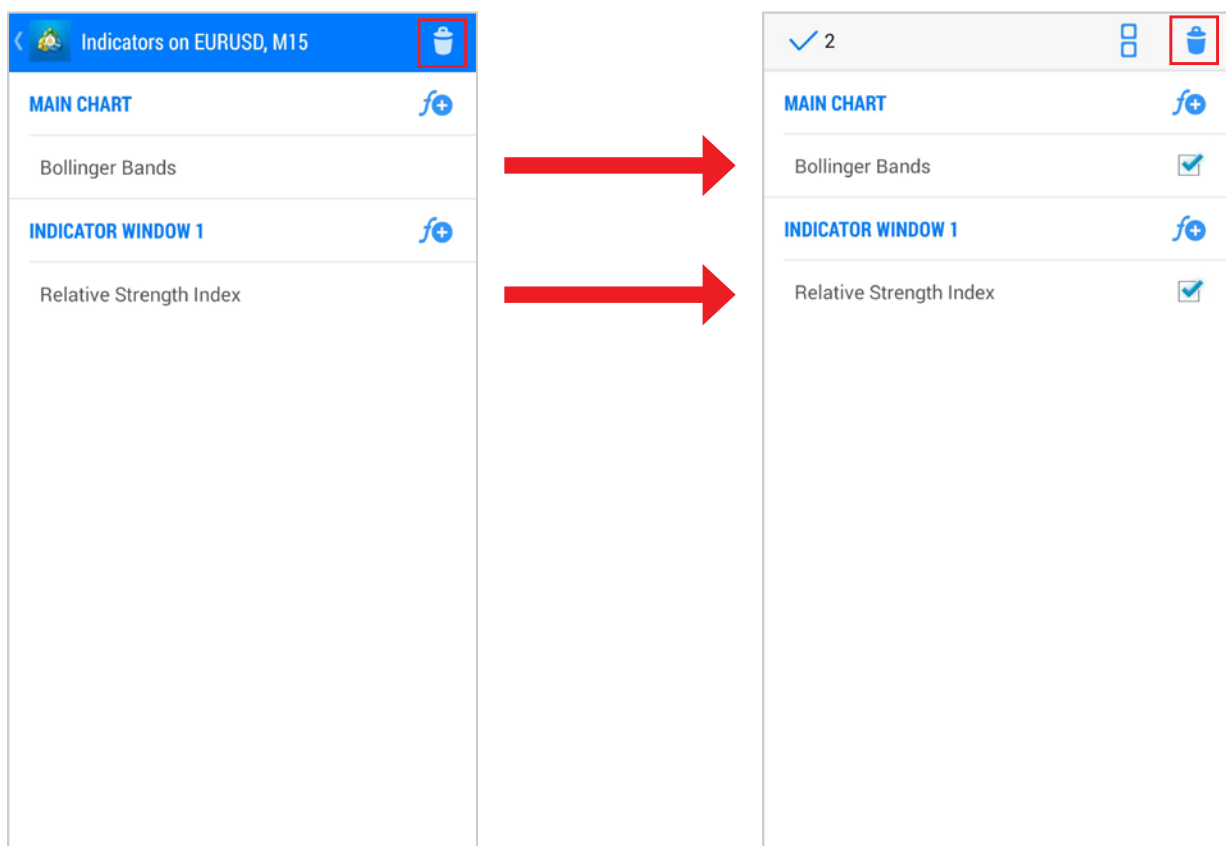 Indicators on EURUSD, M15
MAIN CHART
Bollinger Bands
INDICATOR WINDOW 1
Relative Strength Index
2
MAIN CHART
Bollinger Bands
INDICATOR WINDOW 1
Relative Strength Index